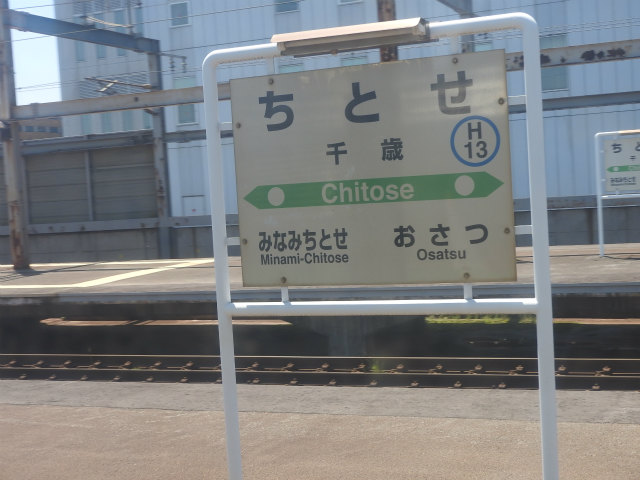 ちとせ
千歳
H
13
Chitose
みなみちとせ おさつ
Minami-Chitose Osatsu